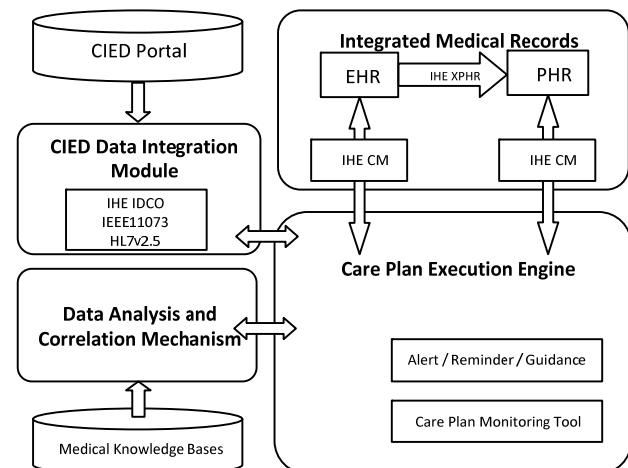 CIED Portal
CIED Data Integration
Module
IHE IDCO
IEEE11073
HL7v2.5
Data Analysis and
Correlation Mechanism
Medical Knowledge Bases
Integrated Medical Records
EHR
IHE XPHR
PHR
IHE CM
IHE CM
Care Plan Execution Engine
Alert / Reminder / Guidance
Care Plan Monitoring Tool